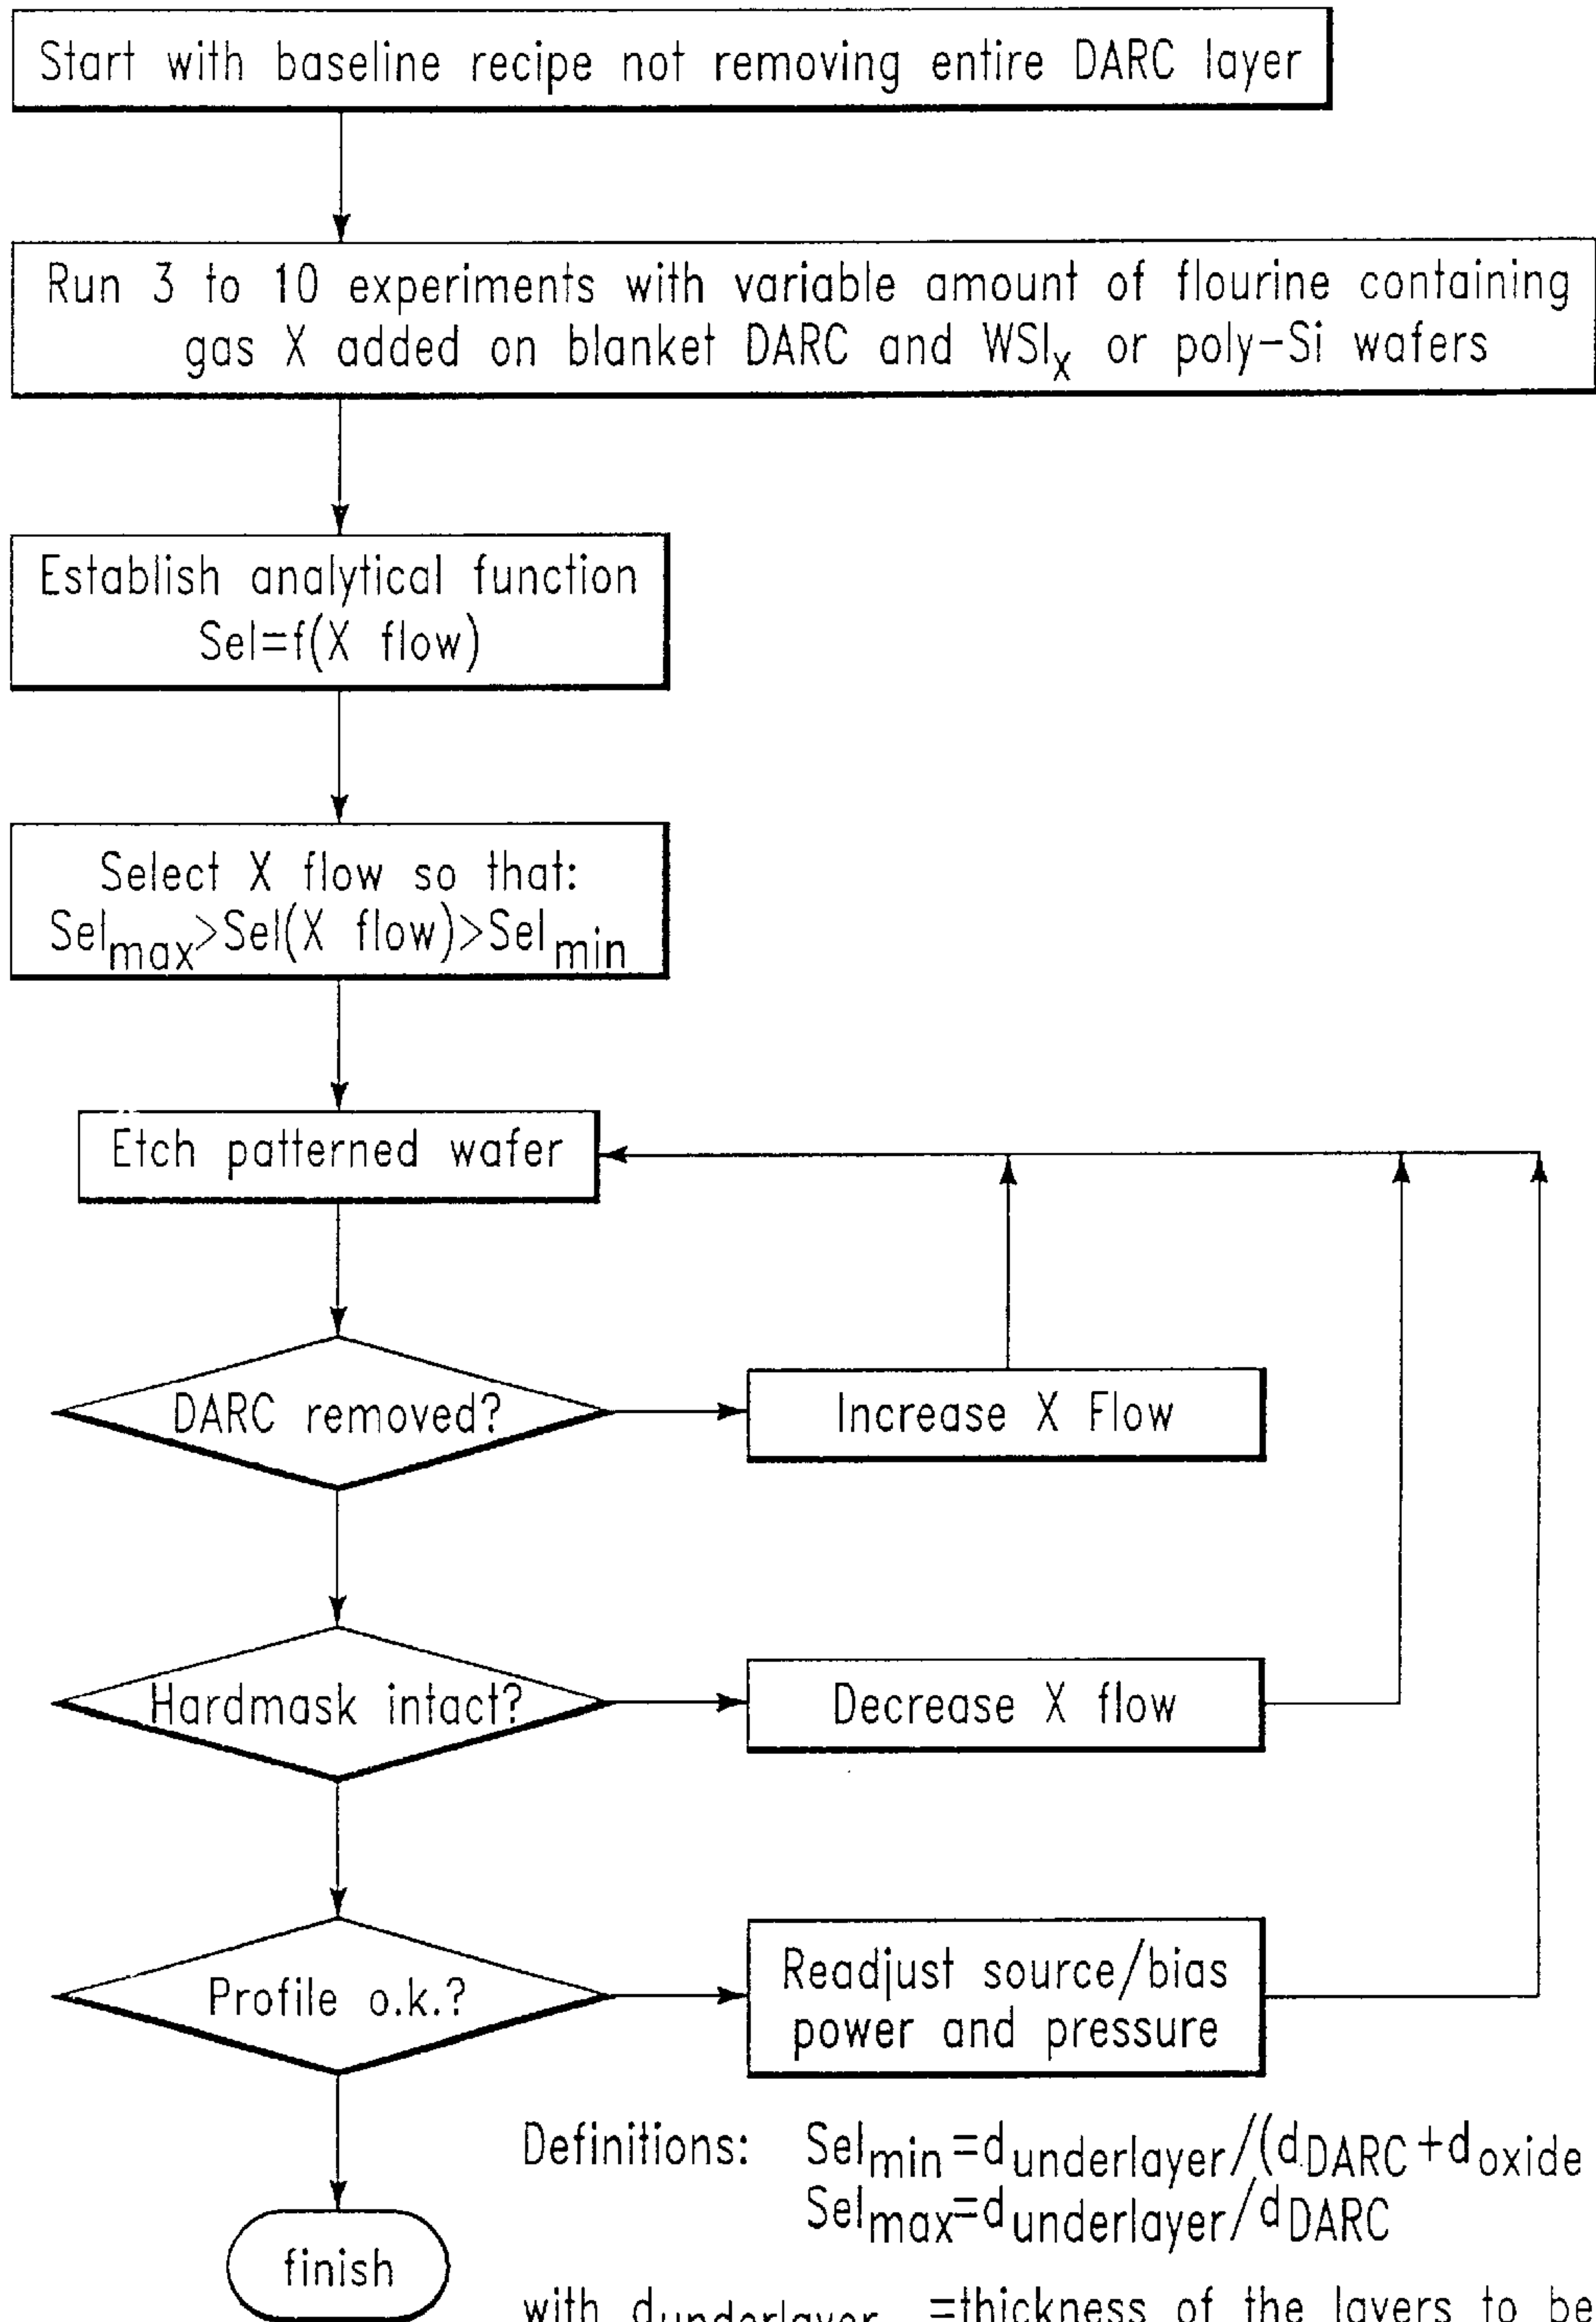 Start with baseline recipe not removing entire DARC layer
Run 3 to 10 experiments with variable amount of flourine containing
gas X added on blanket DARC and WSIx or poly-Si wafers
Establish analytical function
Sel=f(X flow)
Select X flow so that:
Selmax>Sel(X flow)>Selmin
Etch patterned wafer
DARC removed?
Increase X Flow
Hardmask intact?
Decrease X flow
Profile o.k.?
Readjust source/bias
power and pressure
Definitions: Selmin=dunderlayer/(dDARC+doxide
Selmax=dunderlayer/dDARC
finish
with dunderlayer =thickness of the layers to be